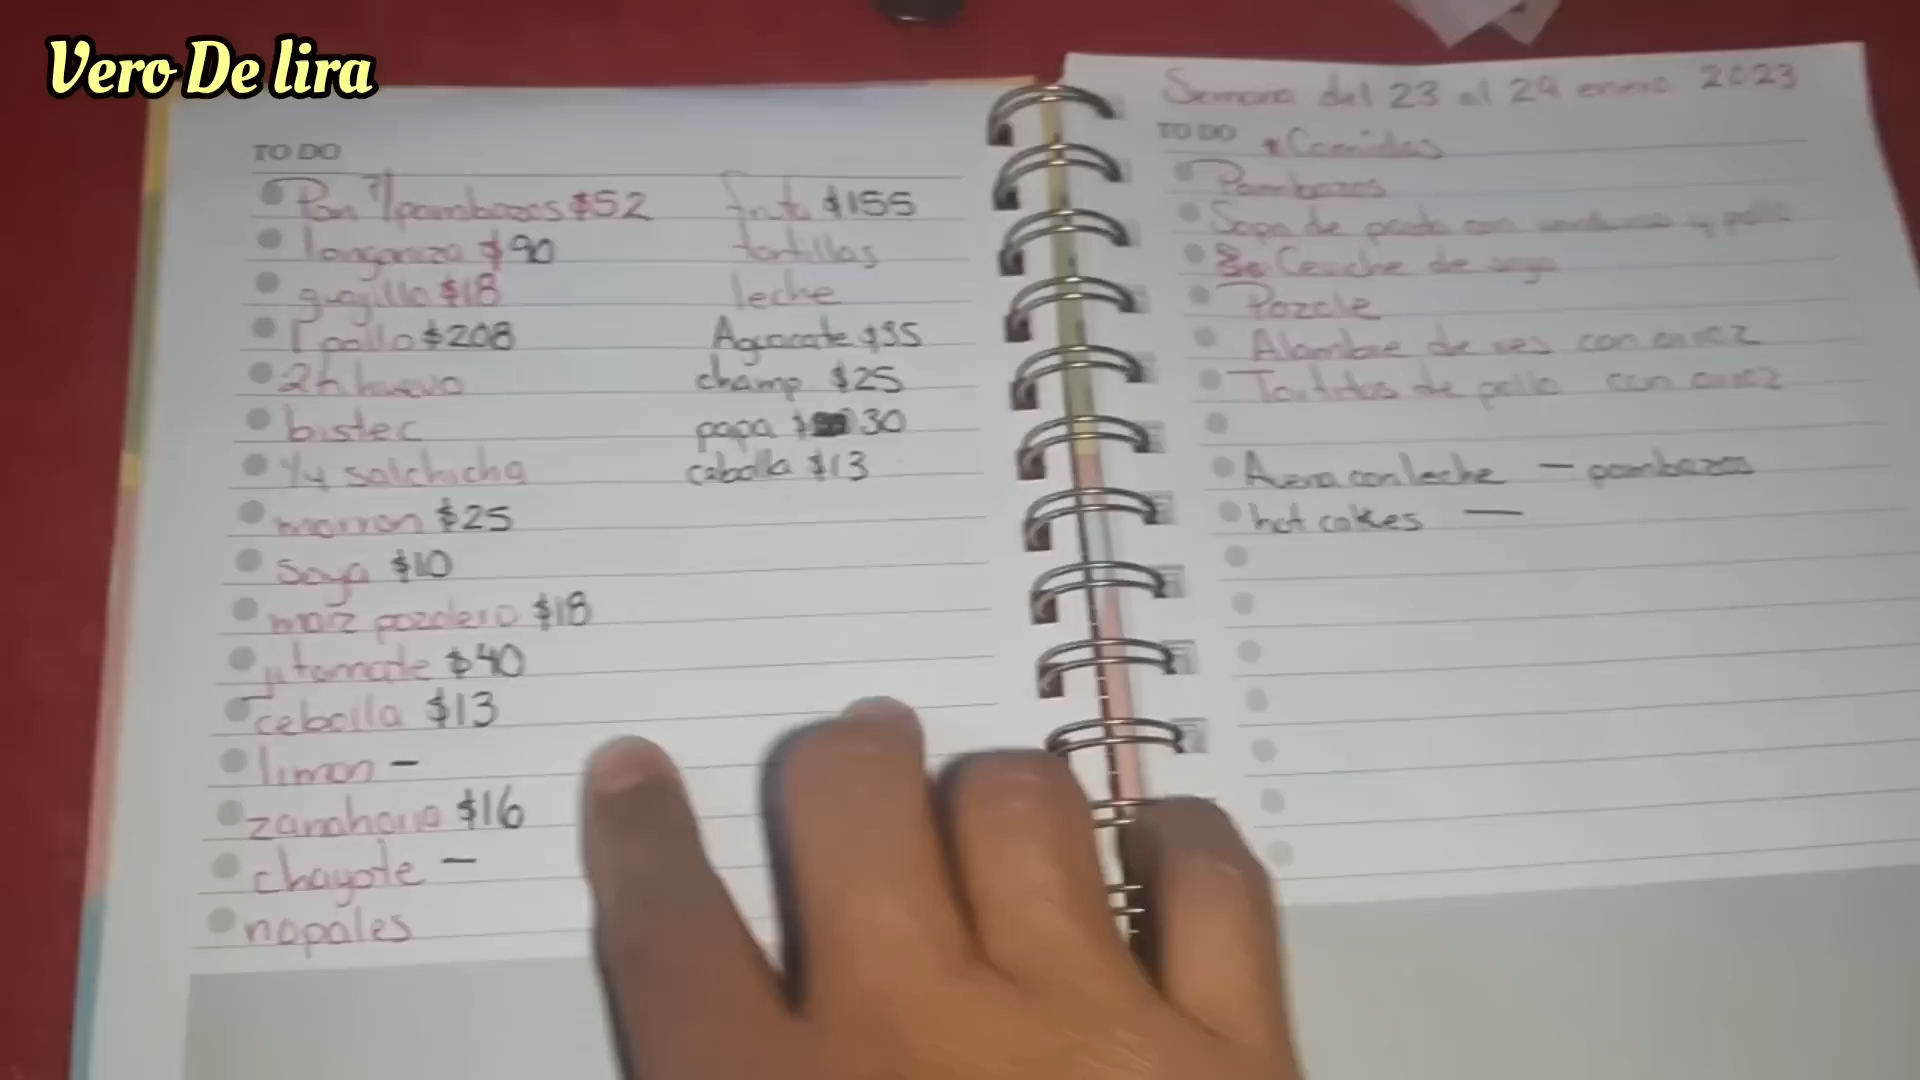 Vero De lira
TO DO
Pan p/pambazos $52
longaniza $90
guajillo $18
1 pollo $208
2k huevo
bistec
1/4 salchicha
morron $25
Soya $10
maiz pozolero $18
jitomate $40
cebolla $13
limon -
zanahoria $16
chayote -
nopales
fruta $155
tortillas
leche
Aguacate $35
champ $25
papa $ 30
cebolla $13
Semana del 23 al 29 enero 2023
TO DO
*Comidas
Pambazos
Sopa de pasta con verduras y pollo
Ceviche de soya
Pozole
Alambre de res con arroz
Tortitas de pollo con arroz
Avena con leche — pambazos
hot cakes —